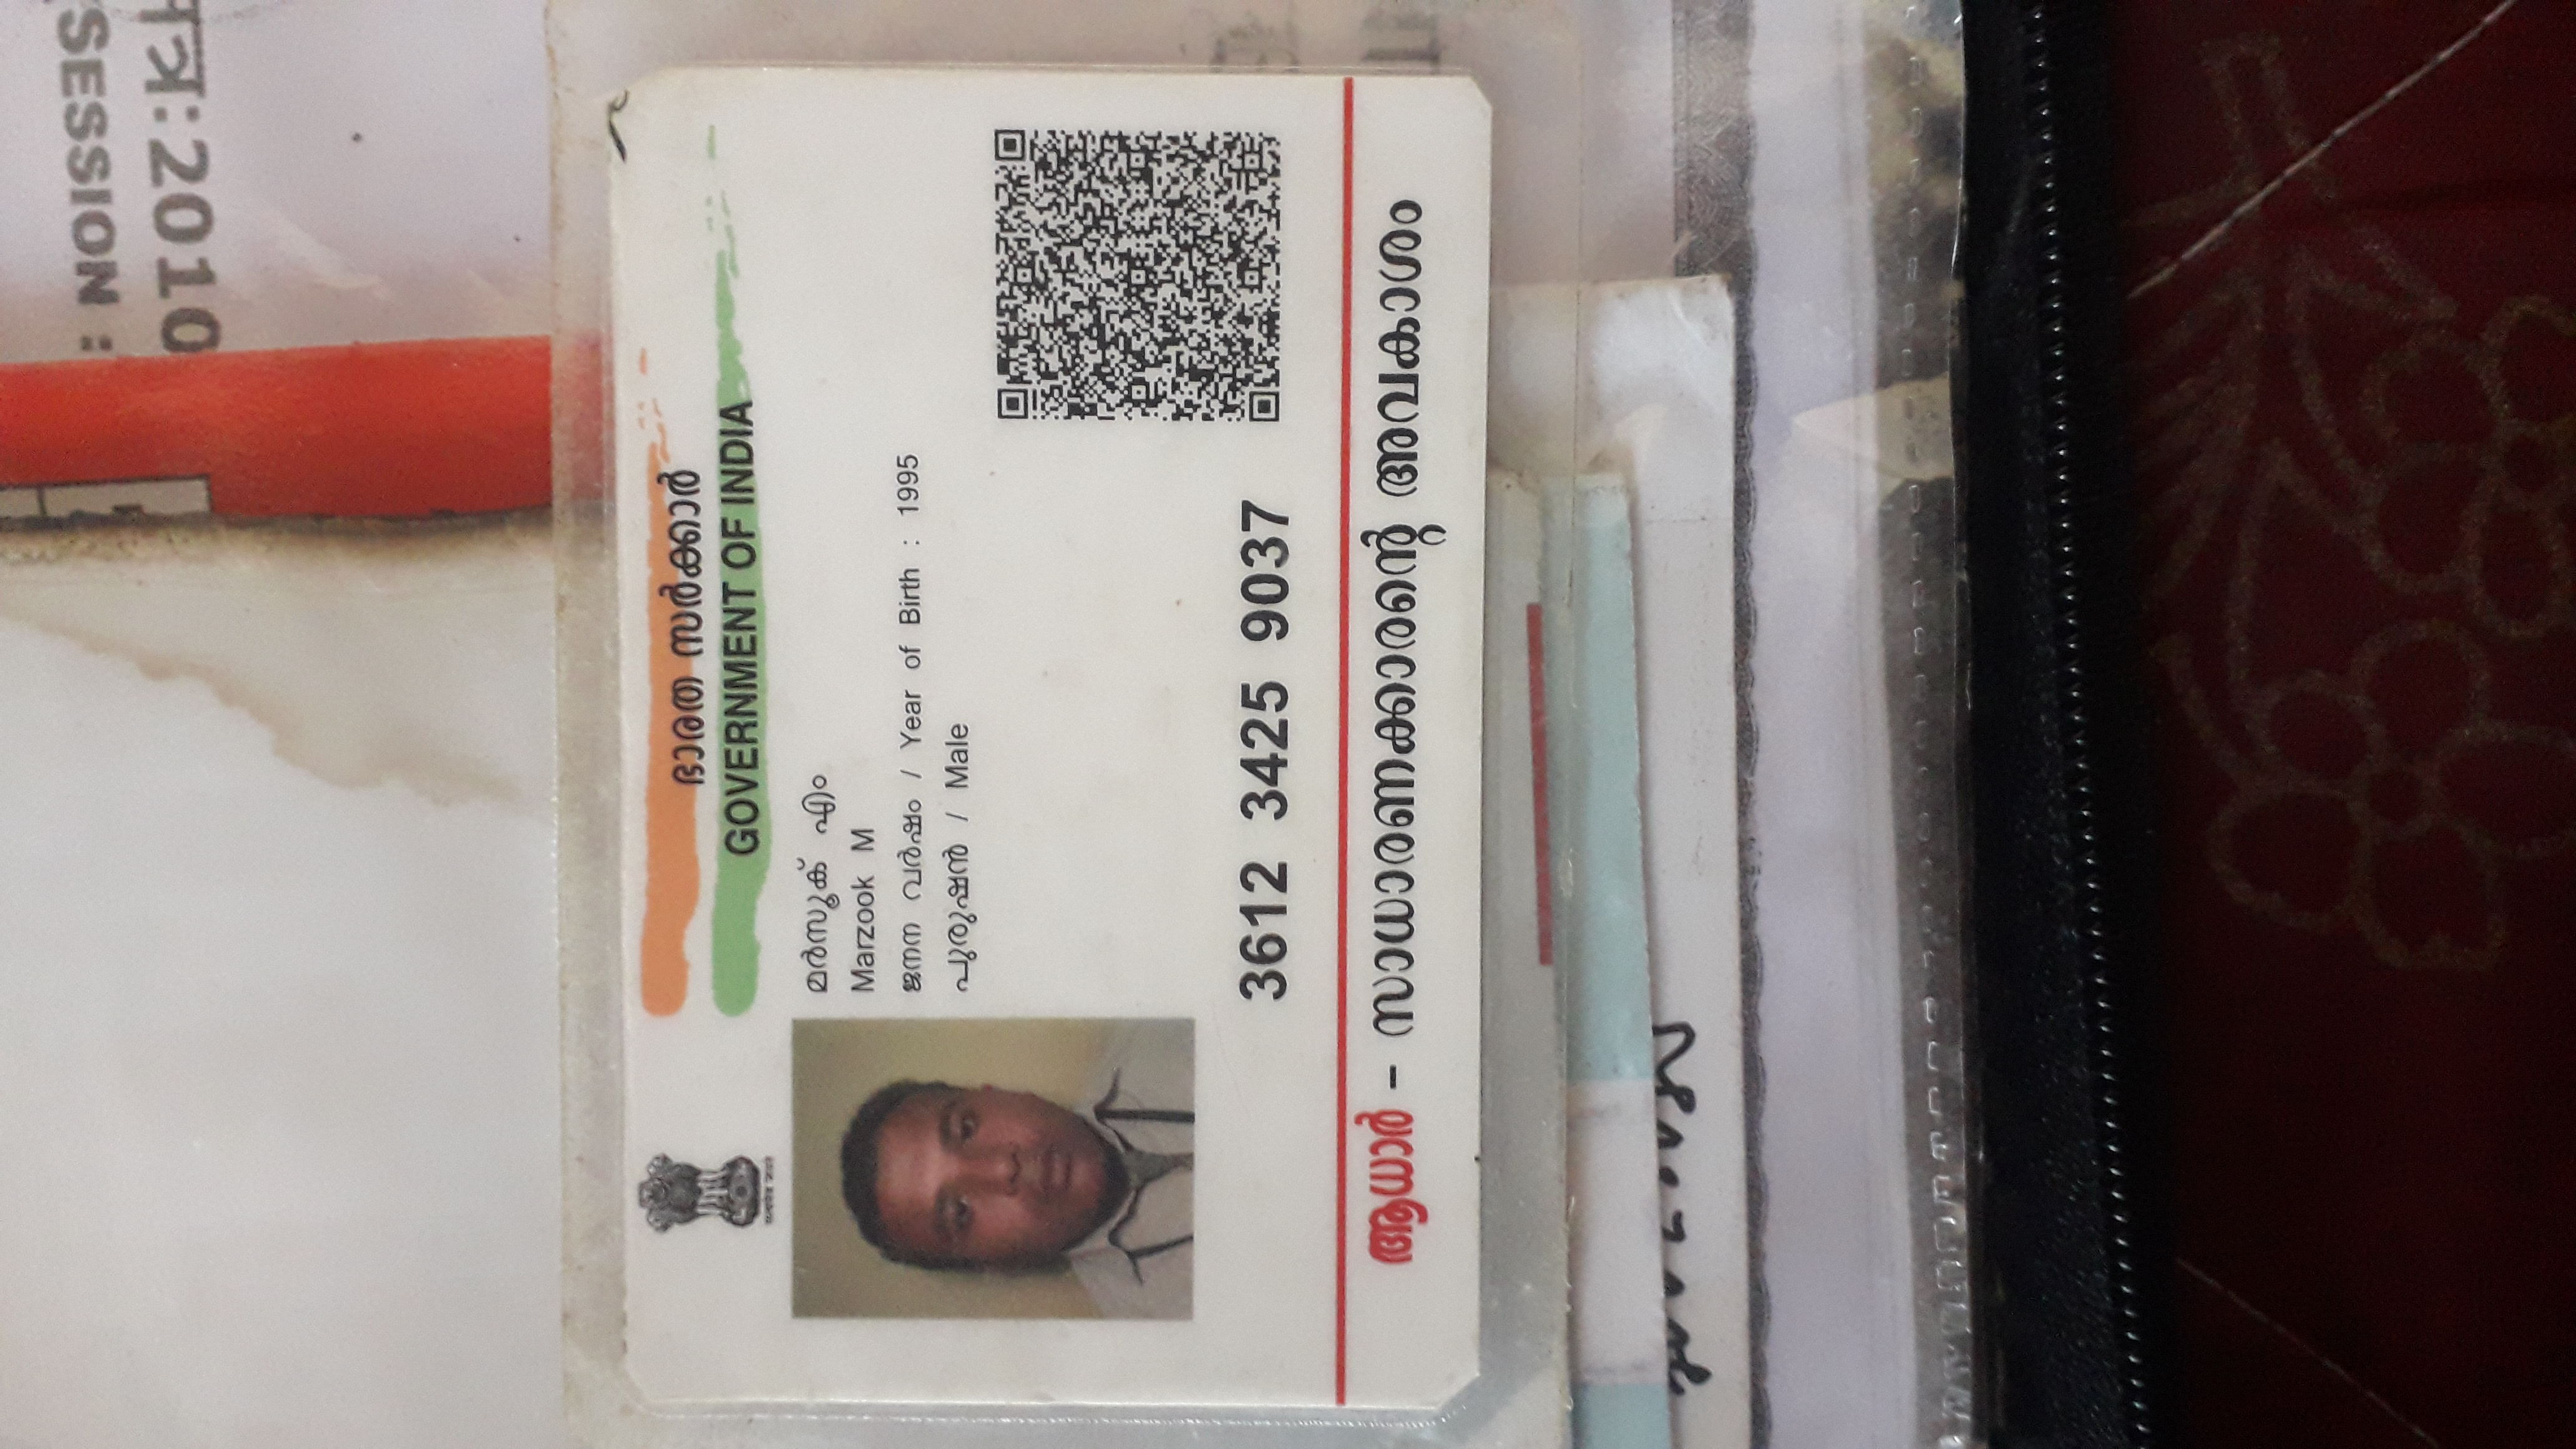 SESSION :
2010
ഭാരത സർക്കാർ
GOVERNMENT OF INDIA
सत्यमेव जयते
മർസൂക് എം
Marzook M
ജനന വർഷം / Year of Birth : 1995
പുരുഷൻ / Male
3612 3425 9037
ആധാർ – സാധാരണക്കാരന്റെ അവകാശം